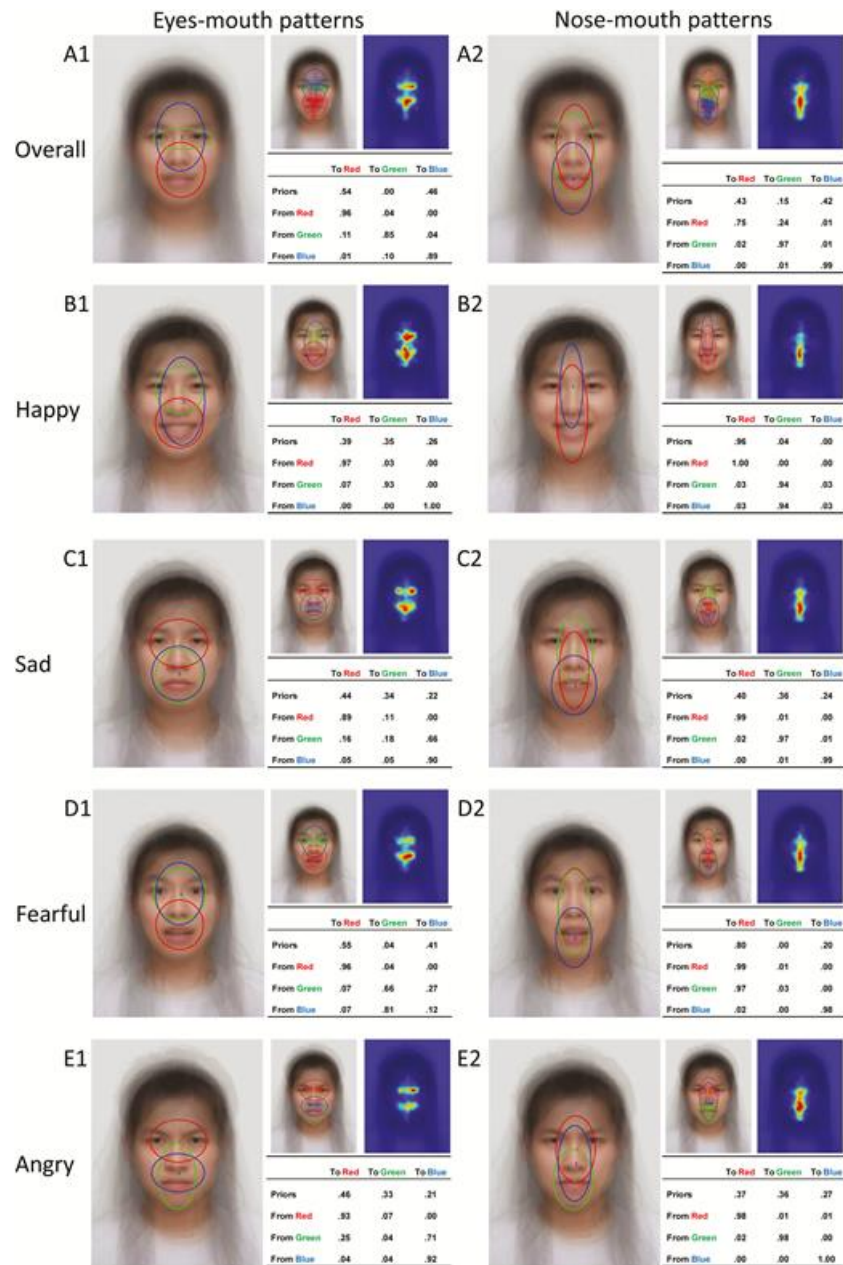 Eyes-mouth patterns Nose-mouth patterns
A1 A2
Overall
To Red To Green To Blue
Priors .54 .00 .46
From Red .96 .04 .00
From Green .11 .85 .04
From Blue .01 .10 .89
To Red To Green To Blue
Priors .43 .15 .42
From Red .75 .24 .01
From Green .02 .97 .01
From Blue .00 .01 .99
B1 B2
Happy
To Red To Green To Blue
Priors .39 .35 .26
From Red .97 .03 .00
From Green .07 .93 .00
From Blue .00 .00 1.00
To Red To Green To Blue
Priors .96 .04 .00
From Red 1.00 .00 .00
From Green .03 .94 .03
From Blue .03 .94 .03
C1 C2
Sad
To Red To Green To Blue
Priors .44 .34 .22
From Red .89 .11 .00
From Green .16 .18 .66
From Blue .05 .05 .90
To Red To Green To Blue
Priors .40 .36 .24
From Red .99 .01 .00
From Green .02 .97 .01
From Blue .00 .01 .99
D1 D2
Fearful
To Red To Green To Blue
Priors .55 .04 .41
From Red .96 .04 .00
From Green .07 .66 .27
From Blue .07 .81 .12
To Red To Green To Blue
Priors .80 .00 .20
From Red .99 .01 .00
From Green .97 .03 .00
From Blue .02 .00 .98
E1 E2
Angry
To Red To Green To Blue
Priors .46 .33 .21
From Red .93 .07 .00
From Green .25 .04 .71
From Blue .04 .04 .92
To Red To Green To Blue
Priors .37 .36 .27
From Red .98 .01 .01
From Green .02 .98 .00
From Blue .00 .00 1.00